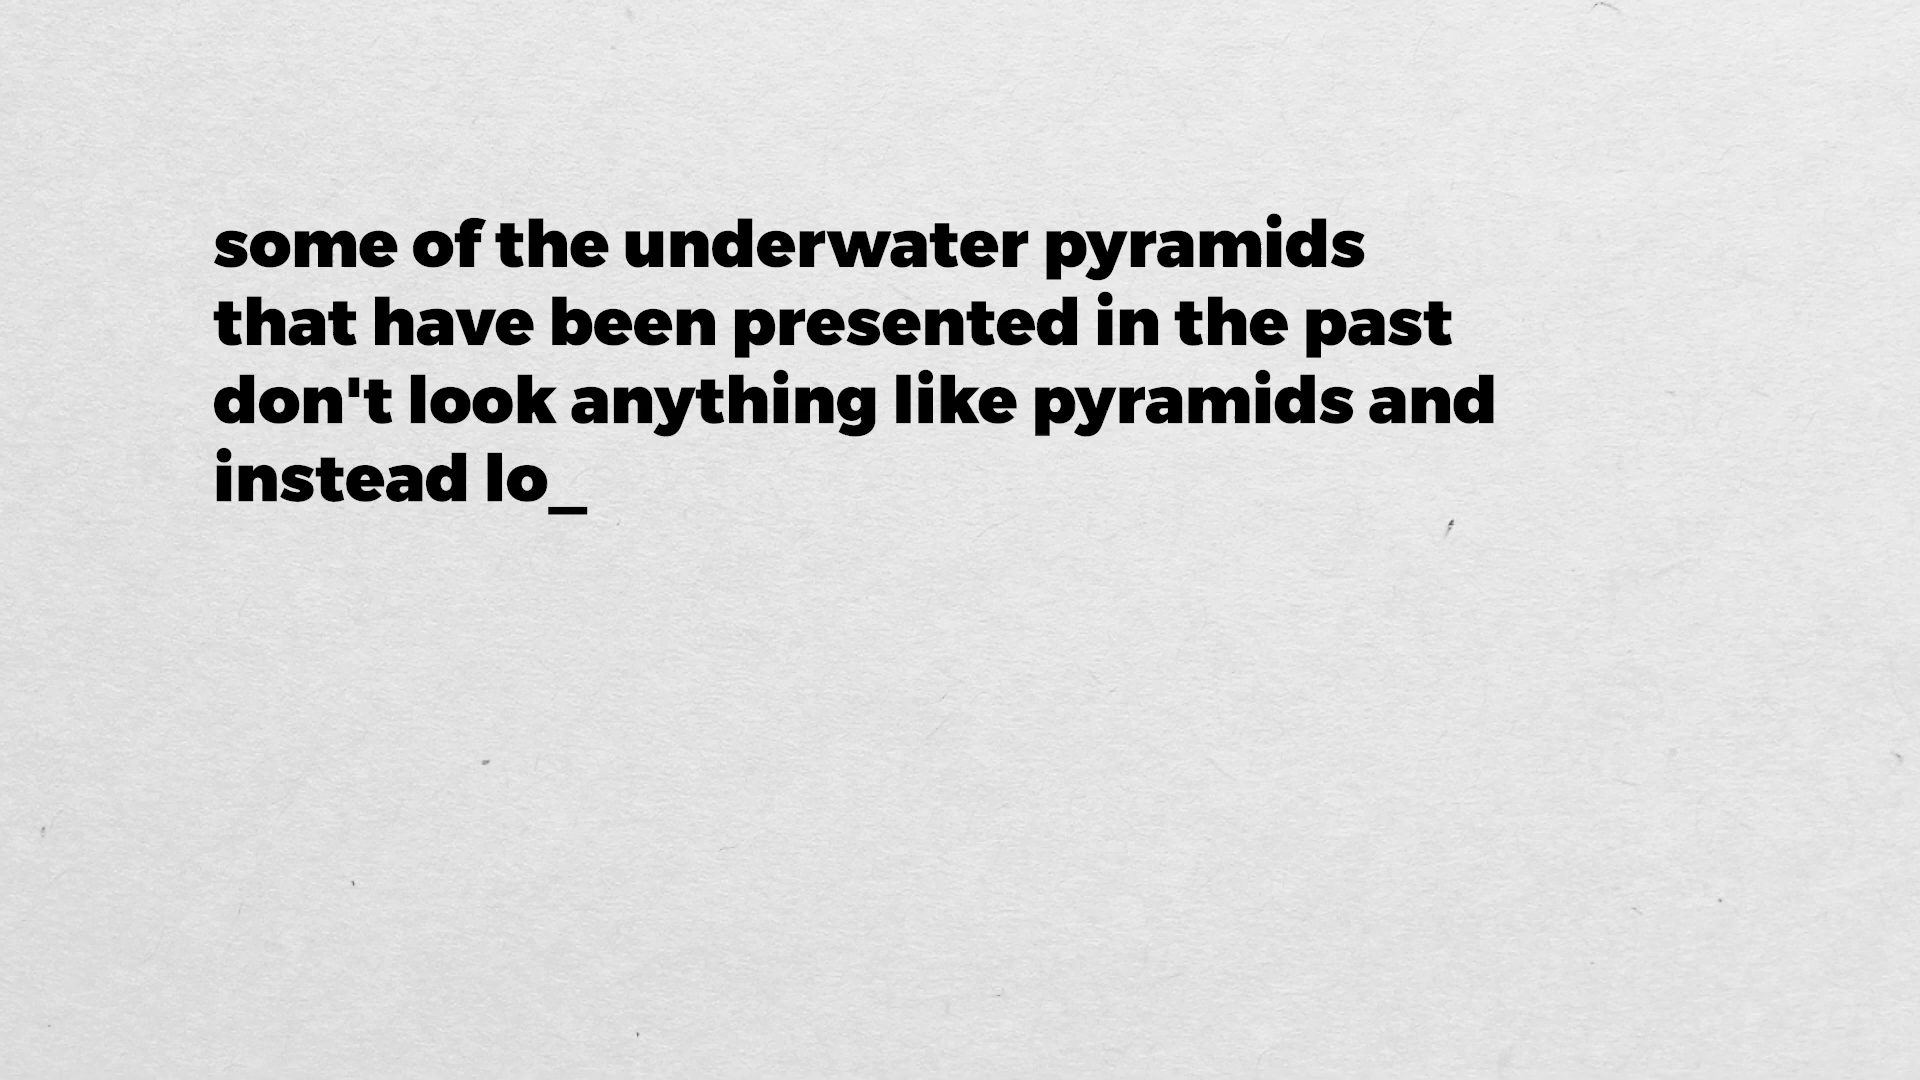 some of the underwater pyramids
that have been presented in the past
don't look anything like pyramids and
instead lo_